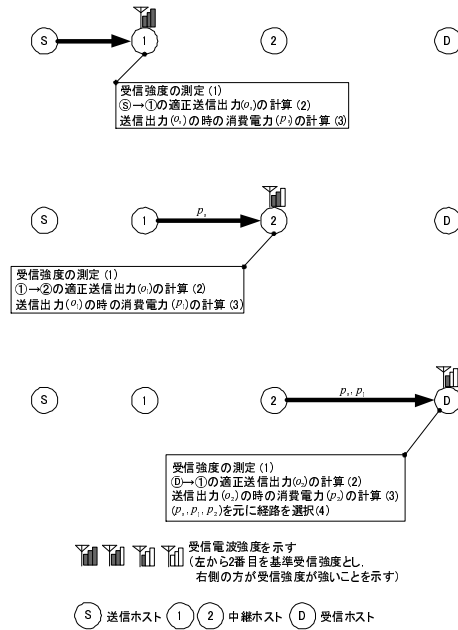 S 1 2 D
受信強度の測定(1)
Ⓢ→①の適正送信出力(oₛ)の計算(2)
送信出力(oₛ)の時の消費電力(pₛ)の計算(3)
pₛ
S 1 2 D
受信強度の測定(1)
①→②の適正送信出力(o₁)の計算(2)
送信出力(o₁)の時の消費電力(p₁)の計算(3)
pₛ, p₁
S 1 2 D
受信強度の測定(1)
Ⓓ→①の適正送信出力(o₂)の計算(2)
送信出力(o₂)の時の消費電力(p₂)の計算(3)
(pₛ, p₁, p₂)を元に経路を選択(4)
受信電波強度を示す
(左から2番目を基準受信強度とし、
右側の方が受信強度が強いことを示す)
S 送信ホスト 1 2 中継ホスト D 受信ホスト